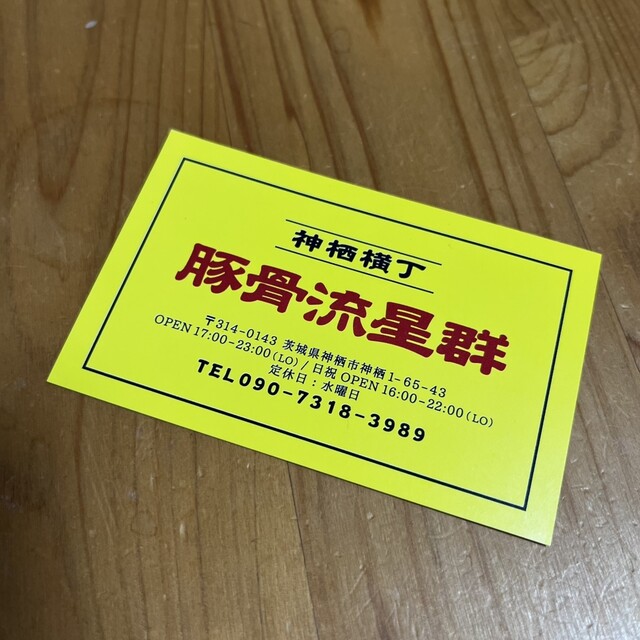 神栖横丁
豚骨流星群
〒314-0143 茨城県神栖市神栖1-65-43
OPEN 17:00-23:00(LO) / 日祝 OPEN 16:00-22:00(LO)
定休日：水曜日
TEL090-7318-3989